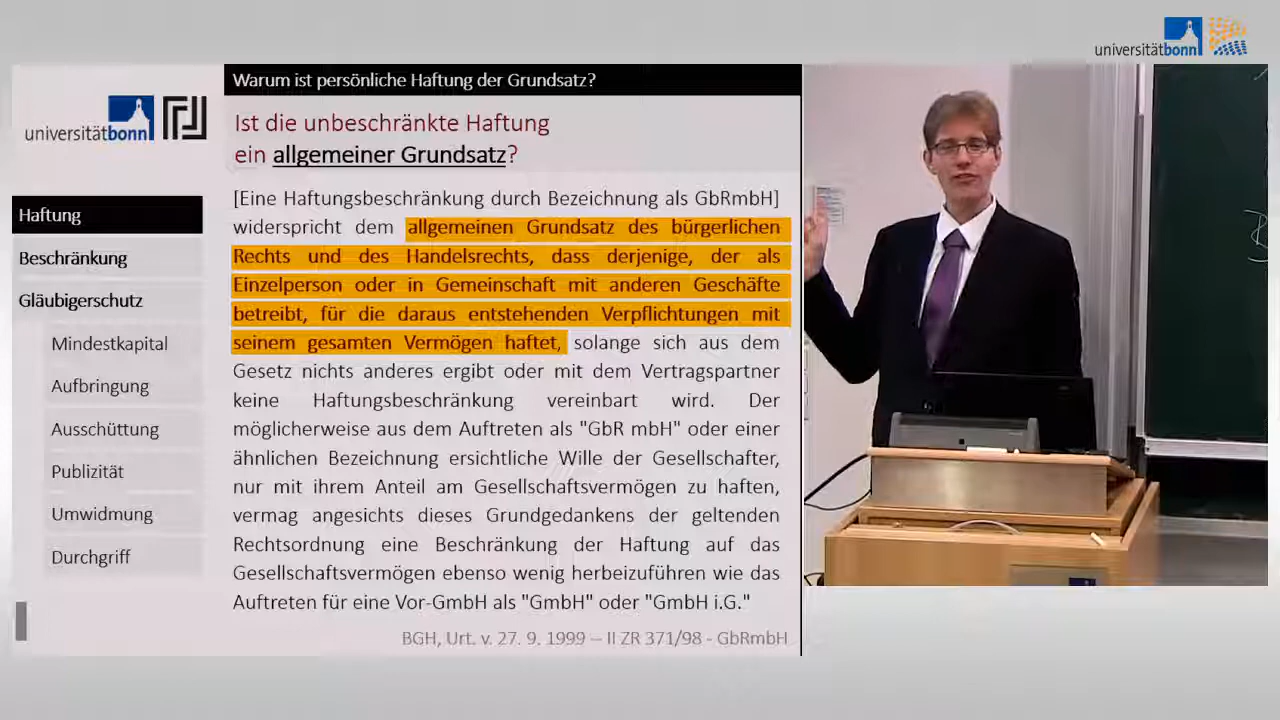 universitätbonn
universitätbonn
Warum ist persönliche Haftung der Grundsatz?
Ist die unbeschränkte Haftung
ein allgemeiner Grundsatz?
Haftung
Beschränkung
Gläubigerschutz
Mindestkapital
Aufbringung
Ausschüttung
Publizität
Umwidmung
Durchgriff
[Eine Haftungsbeschränkung durch Bezeichnung als GbRmbH]
widerspricht dem allgemeinen Grundsatz des bürgerlichen
Rechts und des Handelsrechts, dass derjenige, der als
Einzelperson oder in Gemeinschaft mit anderen Geschäfte
betreibt, für die daraus entstehenden Verpflichtungen mit
seinem gesamten Vermögen haftet, solange sich aus dem
Gesetz nichts anderes ergibt oder mit dem Vertragspartner
keine Haftungsbeschränkung vereinbart wird. Der
möglicherweise aus dem Auftreten als "GbR mbH" oder einer
ähnlichen Bezeichnung ersichtliche Wille der Gesellschafter,
nur mit ihrem Anteil am Gesellschaftsvermögen zu haften,
vermag angesichts dieses Grundgedankens der geltenden
Rechtsordnung eine Beschränkung der Haftung auf das
Gesellschaftsvermögen ebenso wenig herbeizuführen wie das
Auftreten für eine Vor-GmbH als "GmbH" oder "GmbH i.G."
BGH, Urt. v. 27. 9. 1999 – II ZR 371/98 - GbRmbH